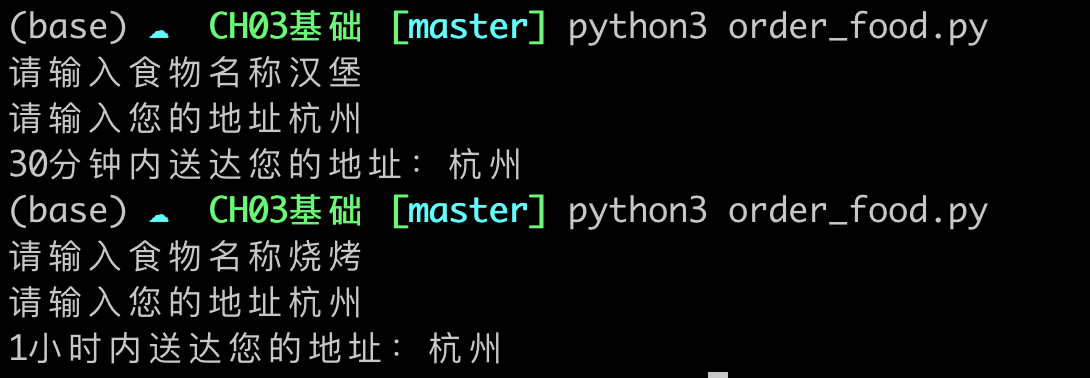 (base) ☁ CH03基础 [master] python3 order_food.py
请输入食物名称汉堡
请输入您的地址杭州
30分钟内送达您的地址: 杭州
(base) ☁ CH03基础 [master] python3 order_food.py
请输入食物名称烧烤
请输入您的地址杭州
1小时内送达您的地址: 杭州